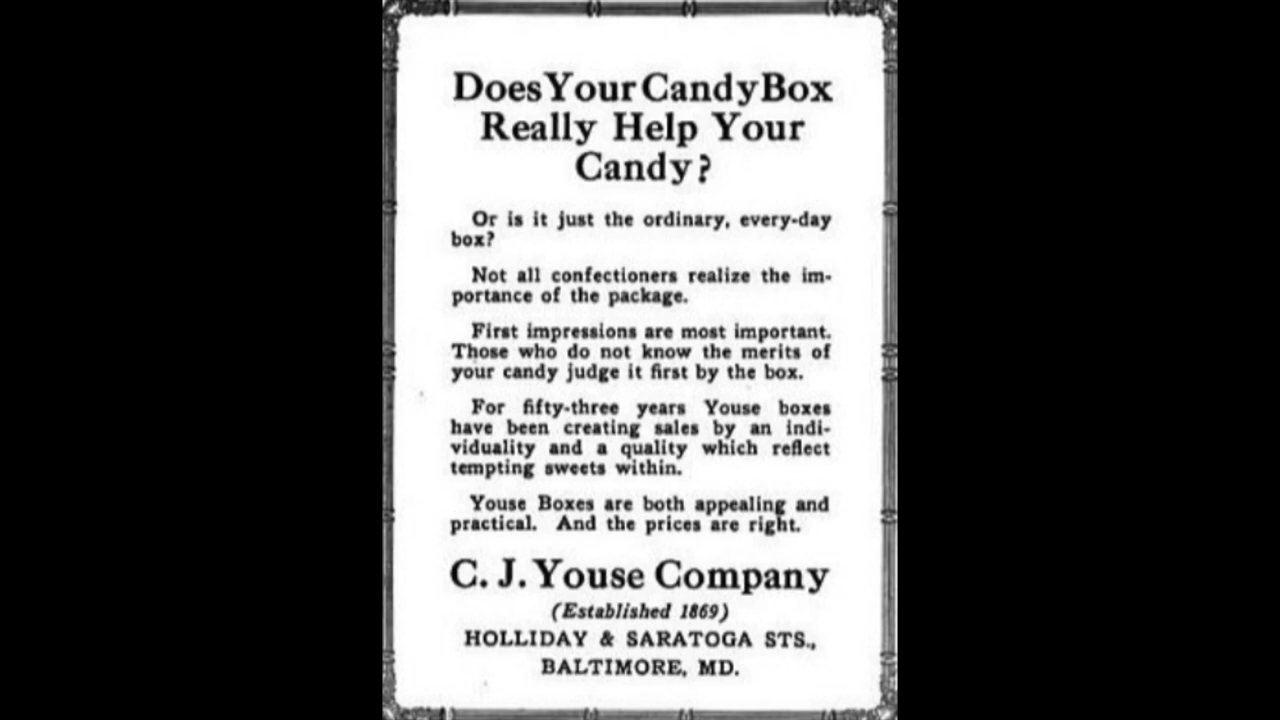 Does Your Candy Box
Really Help Your
Candy?
Or is it just the ordinary, every-day
box?
Not all confectioners realize the im-
portance of the package.
First impressions are most important.
Those who do not know the merits of
your candy judge it first by the box.
For fifty-three years Youse boxes
have been creating sales by an indi-
viduality and a quality which reflect
tempting sweets within.
Youse Boxes are both appealing and
practical. And the prices are right.
C. J. Youse Company
(Established 1869)
HOLLIDAY & SARATOGA STS.,
BALTIMORE, MD.